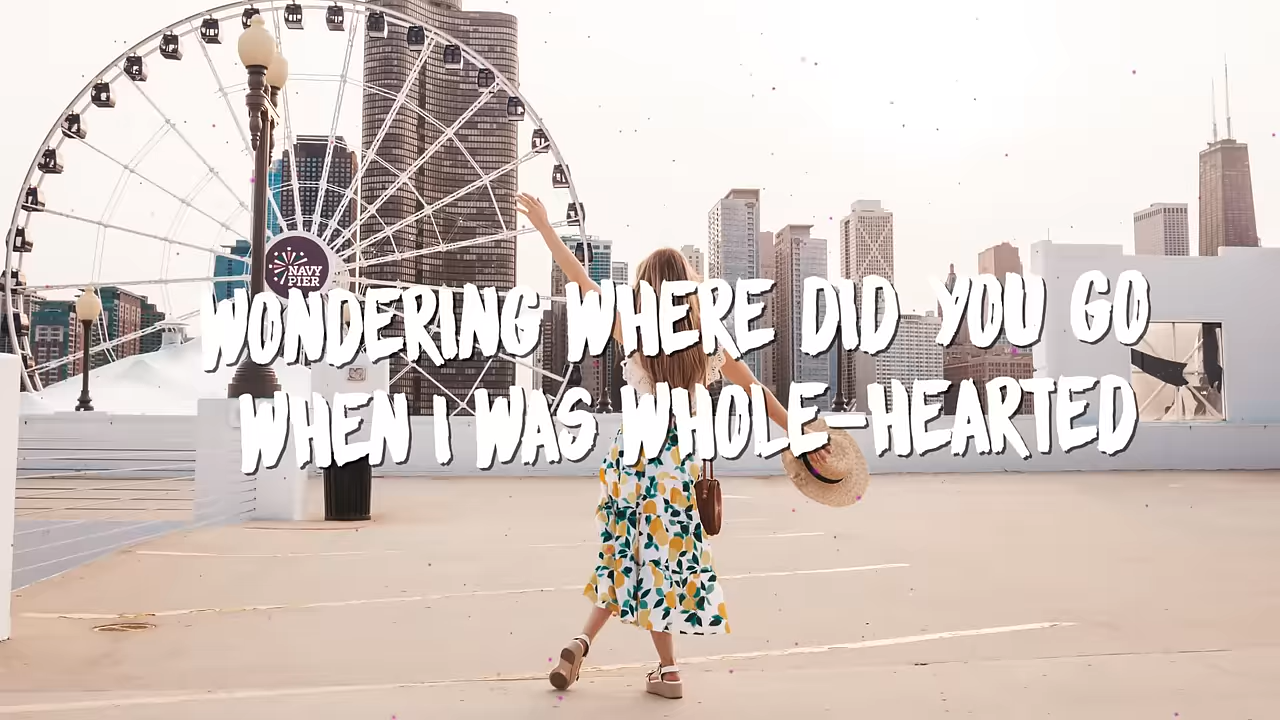 NAVY
PIER
WONDERING WHERE DID YOU GO
WHEN I WAS WHOLE-HEARTED